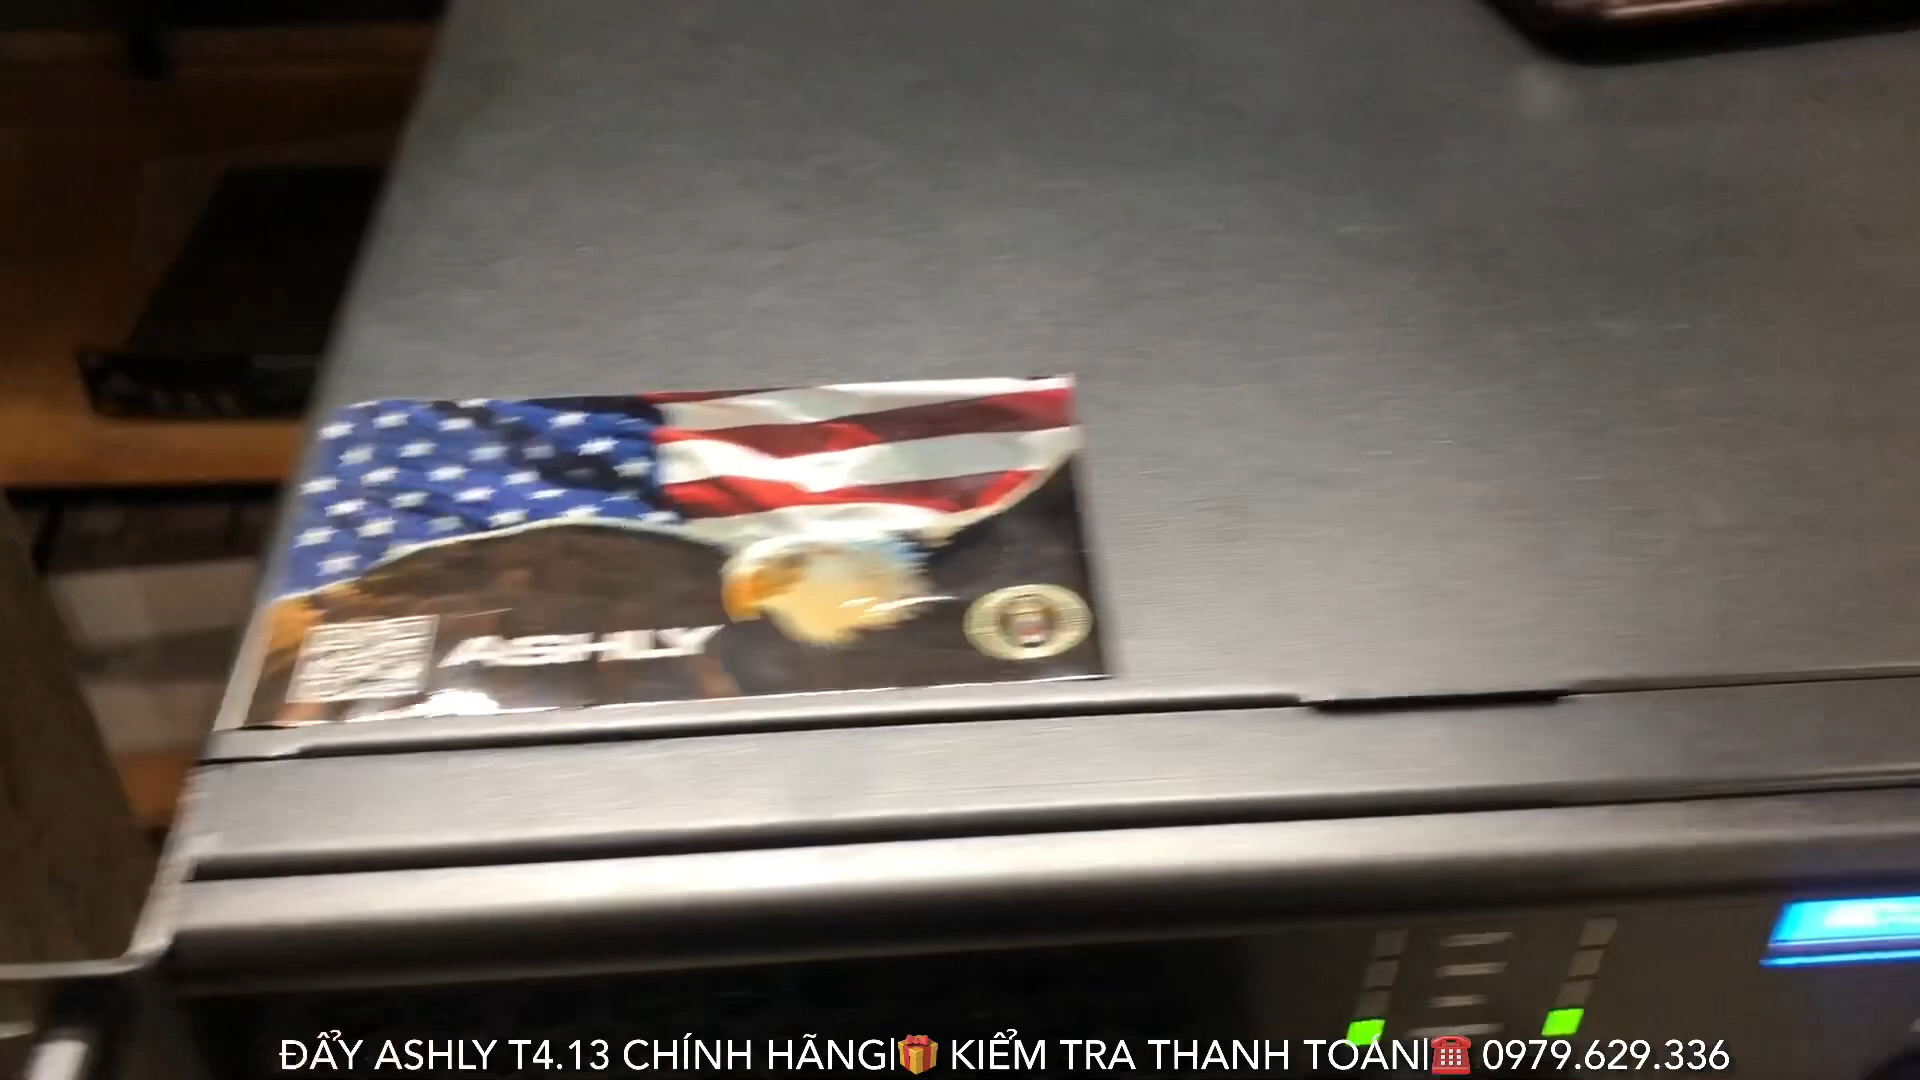 ASHLY
ĐẨY ASHLY T4.13 CHÍNH HÃNG|🎁 KIỂM TRA THANH TOÁN|☎️ 0979.629.336